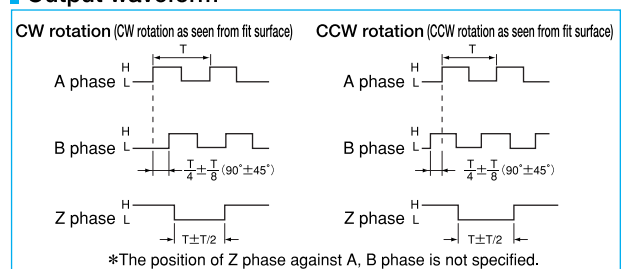 Output waveform
CW rotation (CW rotation as seen from fit surface)
CCW rotation (CCW rotation as seen from fit surface)
T
A phase H L
B phase H L
T/4±T/8 (90°±45°)
Z phase H L
T±T/2
T
A phase H L
B phase H L
T/4±T/8 (90°±45°)
Z phase H L
T±T/2
*The position of Z phase against A, B phase is not specified.